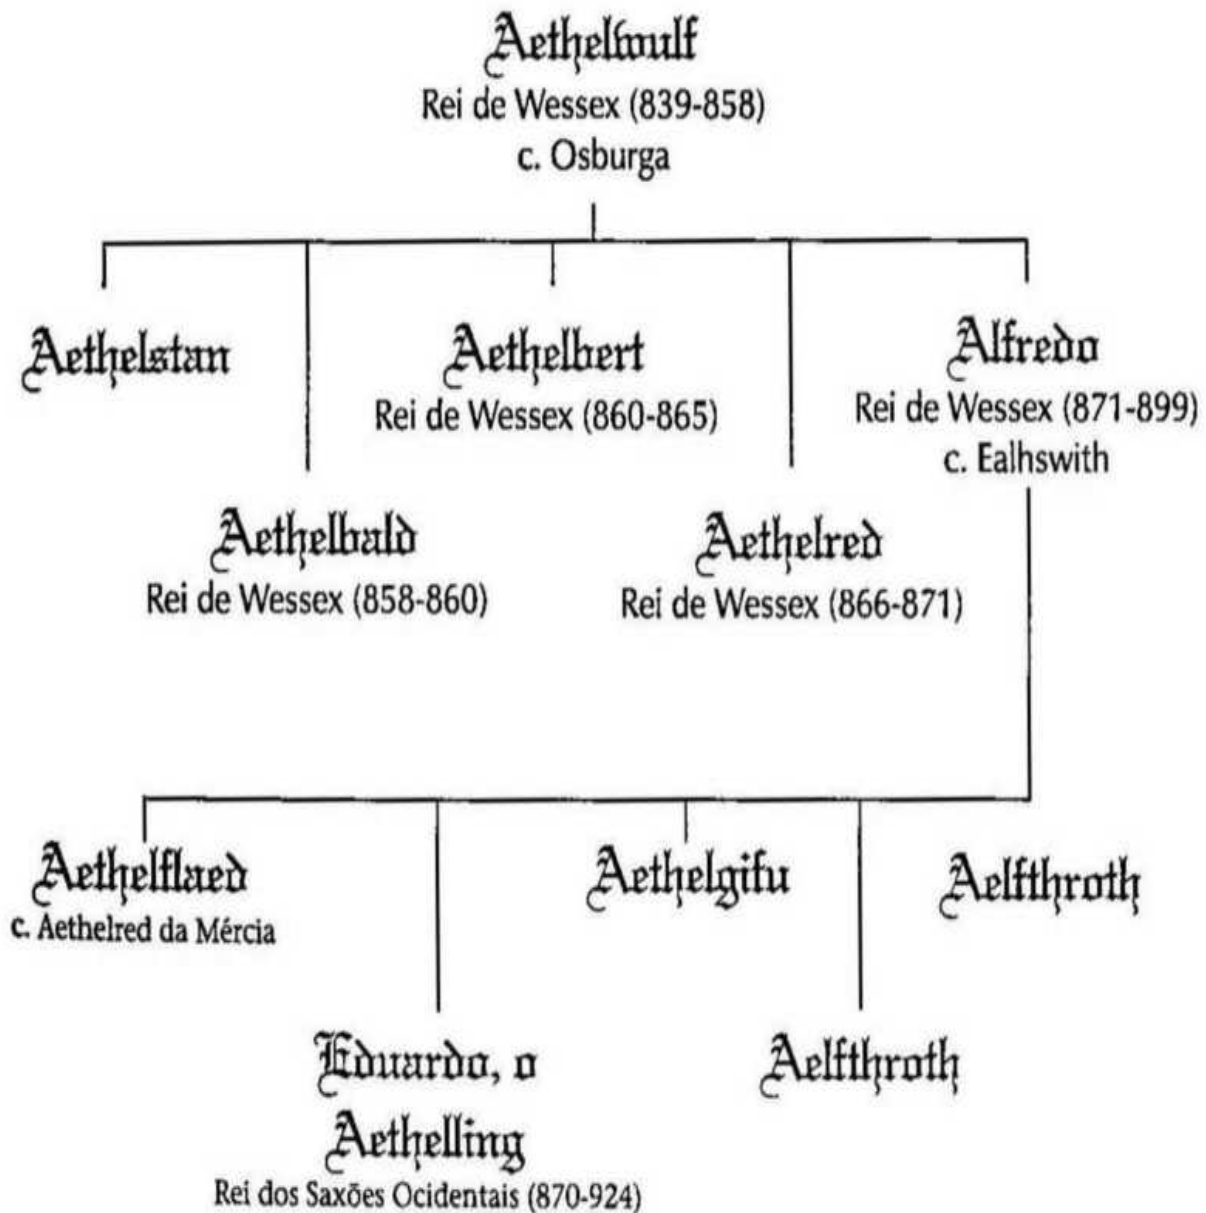 Aethelwulf
Rei de Wessex (839-858)
c. Osburga
Aethelstan
Aethelbert
Rei de Wessex (860-865)
Alfredo
Rei de Wessex (871-899)
c. Ealhswith
Aethelbald
Rei de Wessex (858-860)
Aethelred
Rei de Wessex (866-871)
Aethelflaed
c. Aethelred da Mércia
Aethelgifu
Aelfthroth
Eduardo, o
Aethelling
Rei dos Saxões Ocidentais (870-924)
Aelfthroth